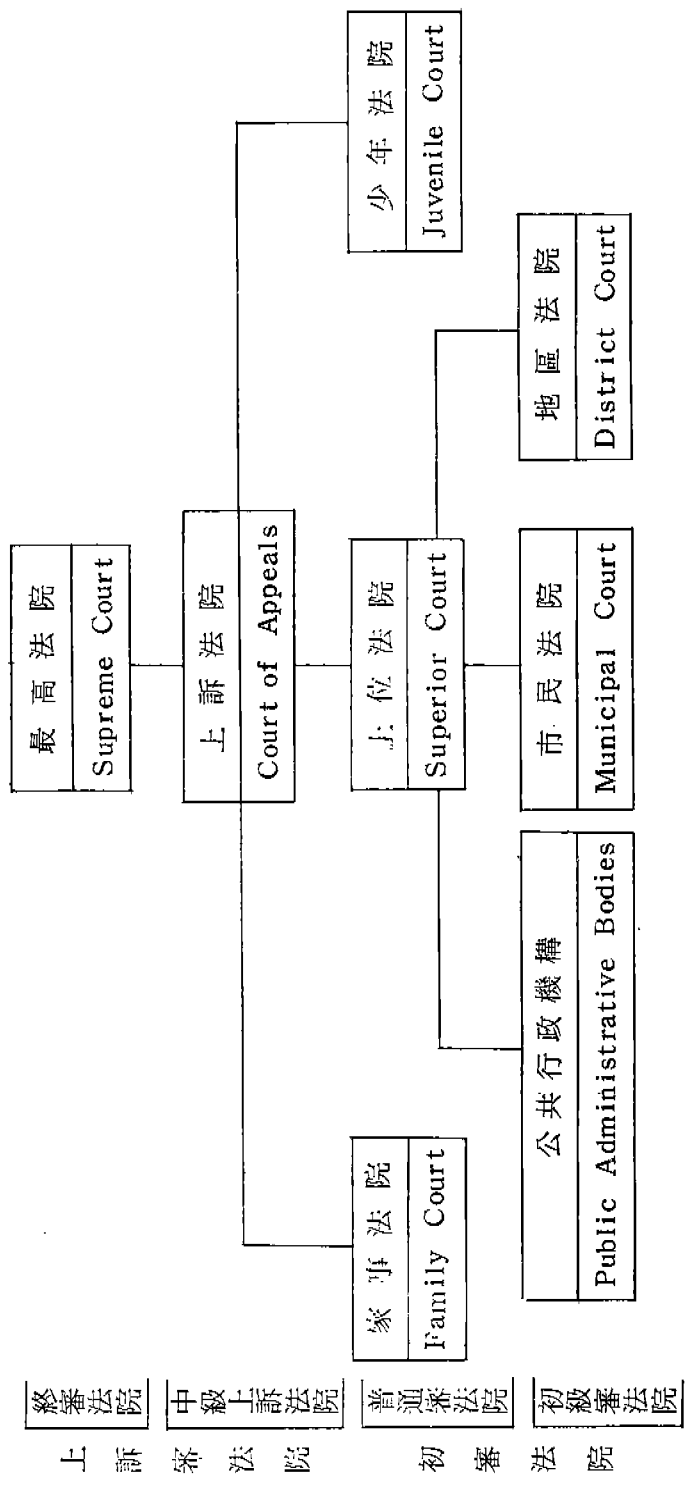 最高法院
Supreme Court
上訴法院
Court of Appeals
家事法院
Family Court
上位法院
Superior Court
少年法院
Juvenile Court
公共行政機構
Public Administrative Bodies
市民法院
Municipal Court
地區法院
District Court
終審法院
中級上訴法院
普通審法院
初級審法院
上訴審法院
初審法院